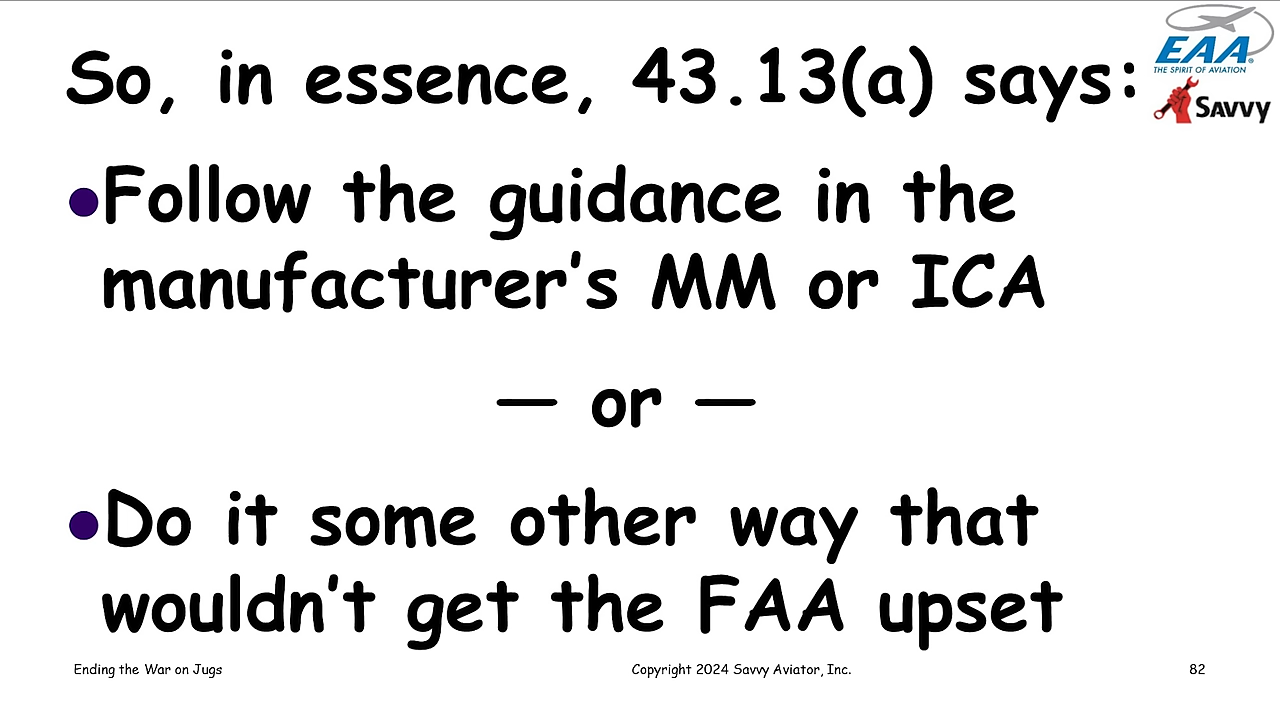 So, in essence, 43.13(a) says:
EAA
THE SPIRIT OF AVIATION
SAVVY
●Follow the guidance in the
manufacturer's MM or ICA
— or —
●Do it some other way that
wouldn't get the FAA upset
Ending the War on Jugs
Copyright 2024 Savvy Aviator, Inc.
82